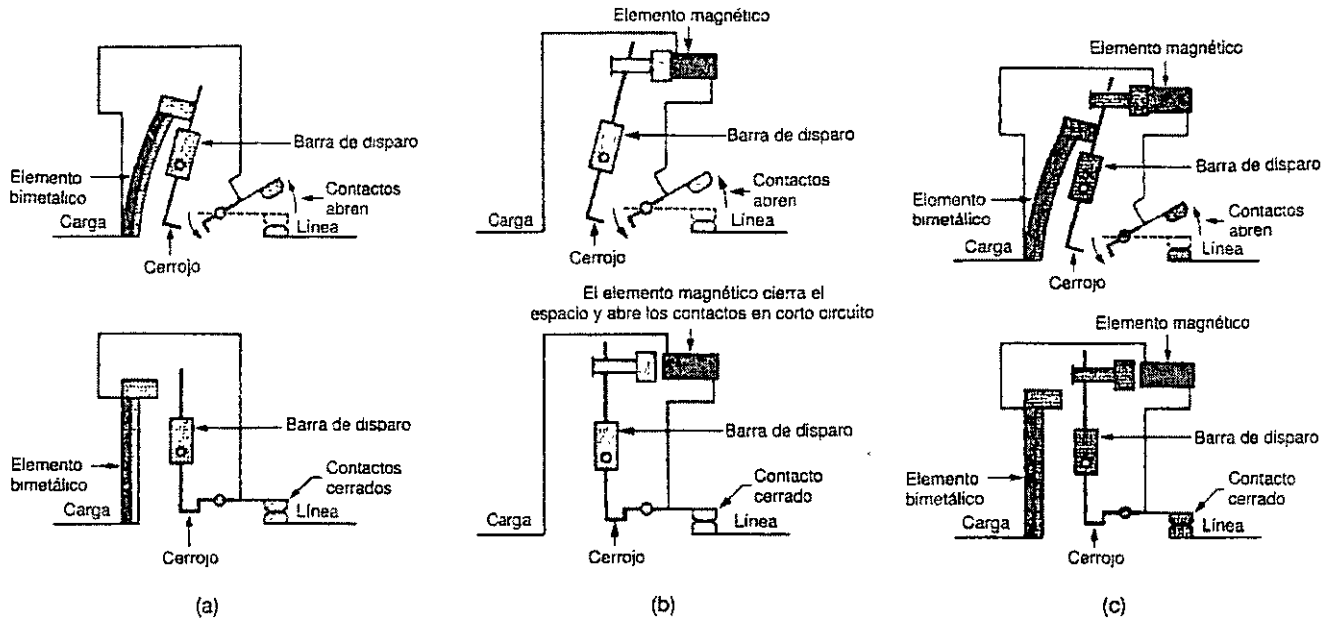 Barra de disparo
Elemento
bimetalico
Contactos
abren
Carga
Línea
Cerrojo
Barra de disparo
Elemento
bimetálico
Contactos
cerrados
Carga
Línea
Cerrojo
(a)
Elemento magnético
Barra de disparo
Contactos
abren
Carga
Línea
Cerrojo
El elemento magnético cierra el
espacio y abre los contactos en corto circuito
Barra de disparo
Contacto
cerrado
Carga
Línea
Cerrojo
(b)
Elemento magnético
Barra de disparo
Elemento
bimetálico
Contactos
abren
Carga
Línea
Cerrojo
Elemento magnético
Barra de disparo
Elemento
bimetálico
Contacto
cerrado
Carga
Línea
Cerrojo
(c)